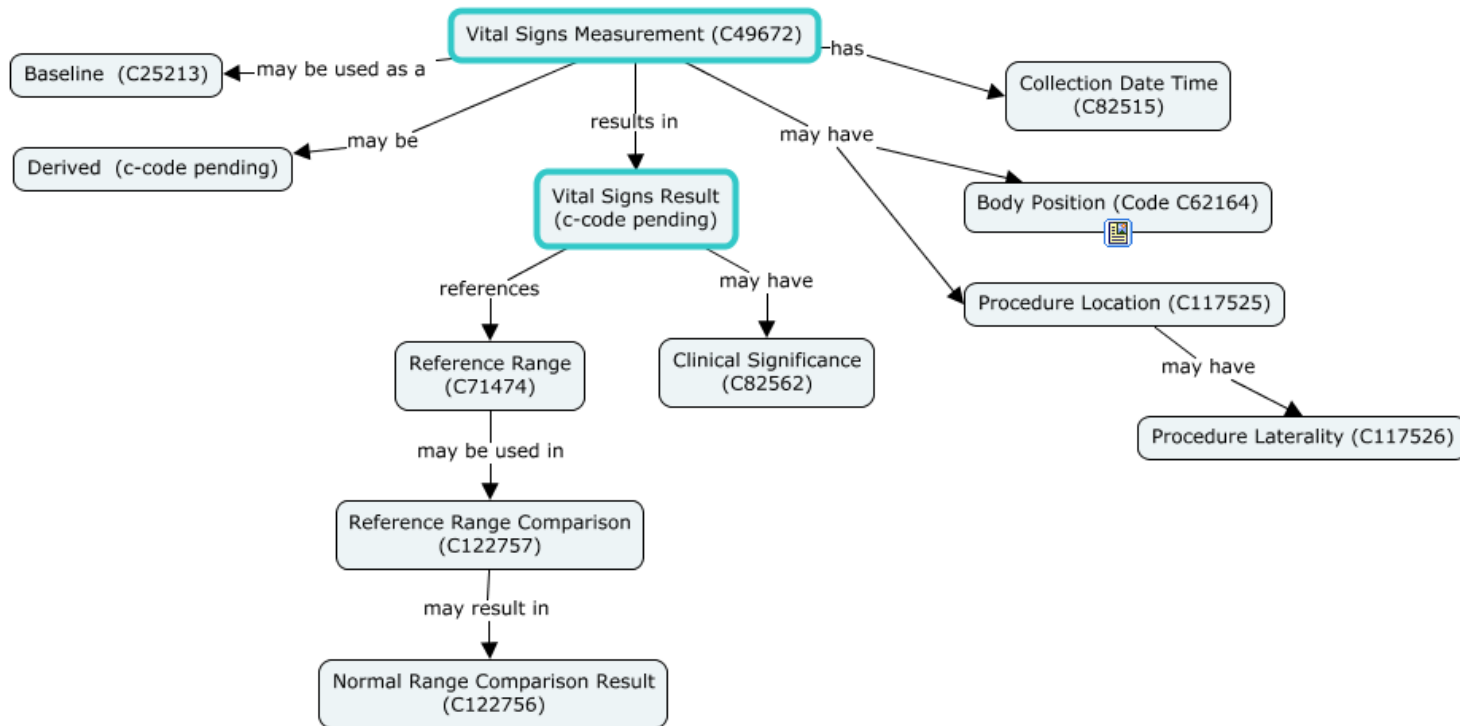 Vital Signs Measurement (C49672)
has
Baseline  (C25213)
may be used as a
Collection Date Time
(C82515)
results in
may have
may be
Derived  (c-code pending)
Vital Signs Result
(c-code pending)
Body Position (Code C62164)
references
may have
Procedure Location (C117525)
Reference Range
(C71474)
Clinical Significance
(C82562)
may have
may be used in
Procedure Laterality (C117526)
Reference Range Comparison
(C122757)
may result in
Normal Range Comparison Result
(C122756)